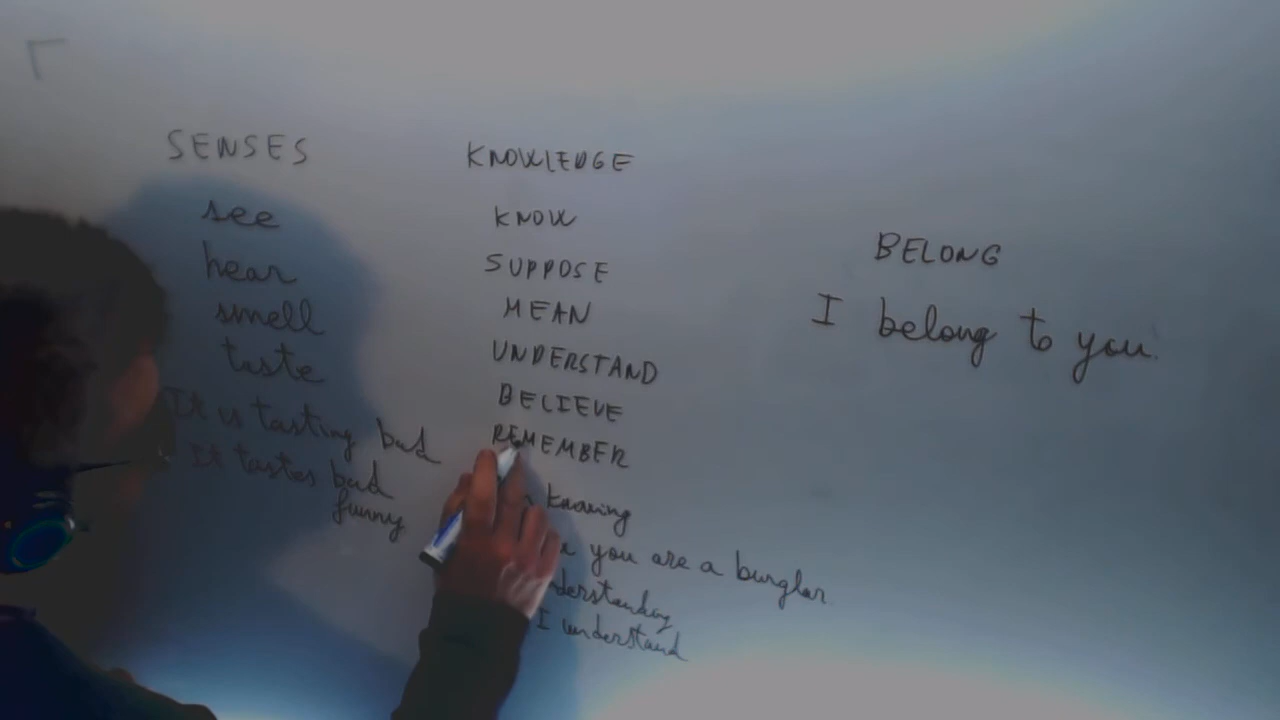 SENSES
see
hear
smell
taste
It is tasting bad
It tastes bad
funny
KNOWLEDGE
KNOW
SUPPOSE
MEAN
UNDERSTAND
BELIEVE
REMEMBER
knowing
you are a burglar
I understand
BELONG
I belong to you.